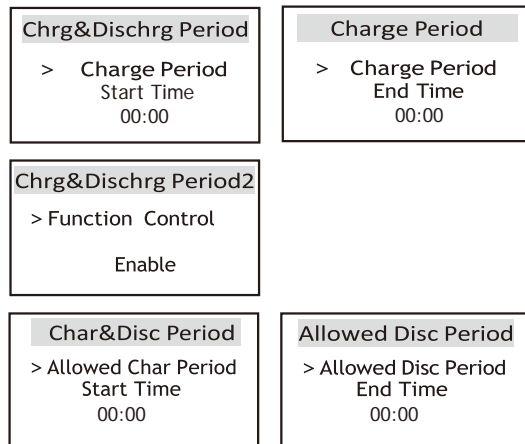 Chrg&Dischrg Period
> Charge Period
Start Time
00:00
Charge Period
> Charge Period
End Time
00:00
Chrg&Dischrg Period2
> Function Control
Enable
Char&Disc Period
> Allowed Char Period
Start Time
00:00
Allowed Disc Period
> Allowed Disc Period
End Time
00:00